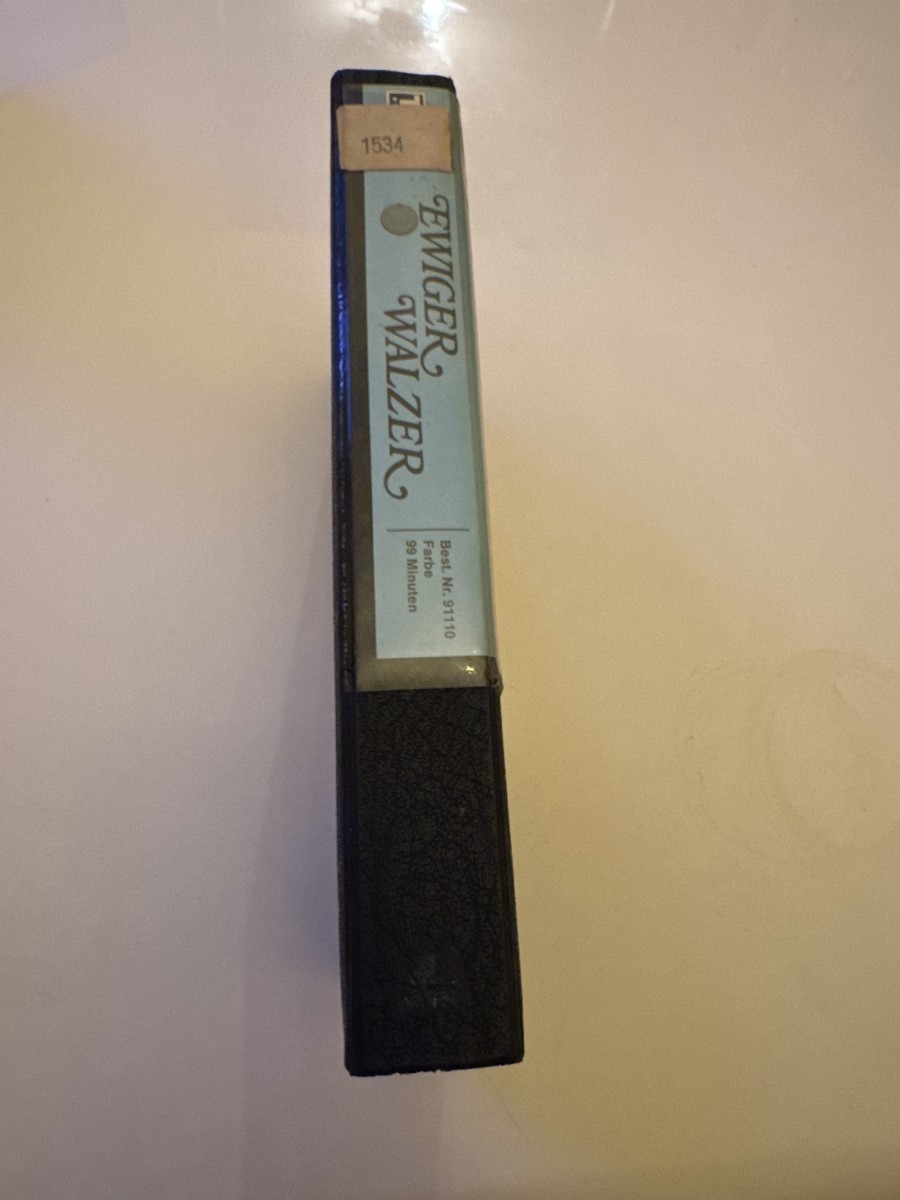 1534
EWIGER
WALZER
Best. Nr. 91110
Farbe
99 Minuten